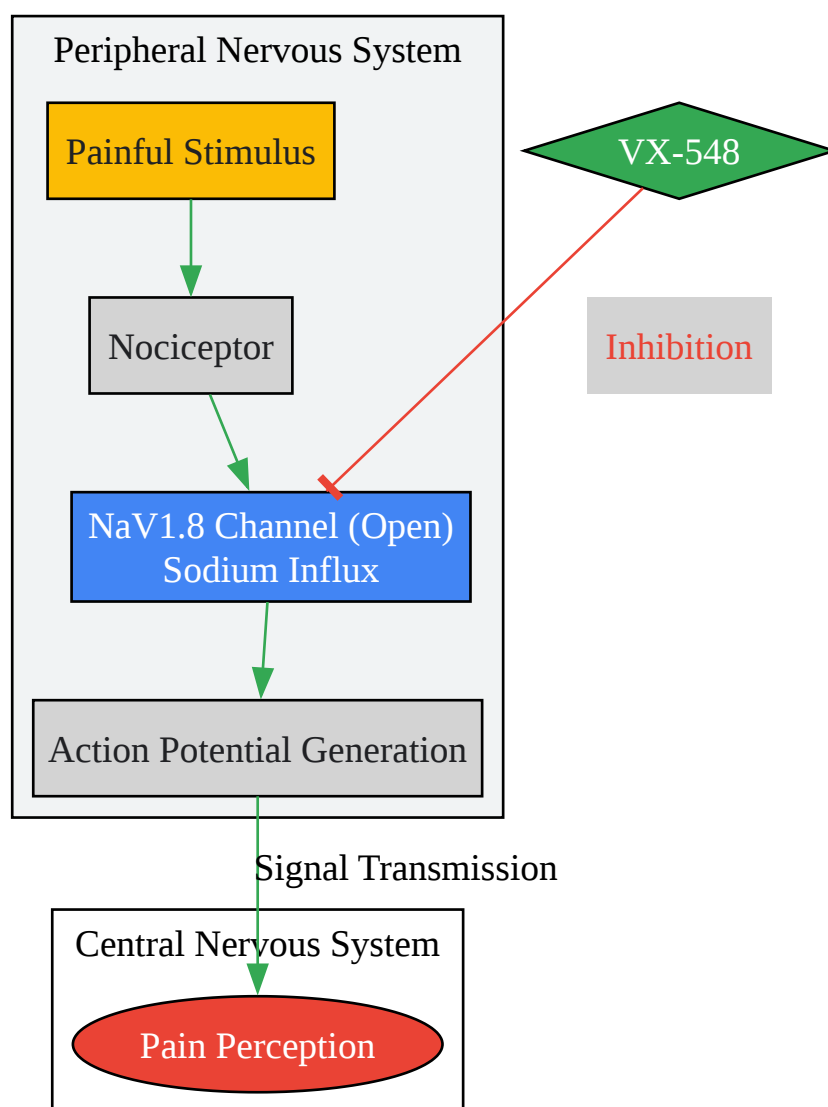 Peripheral Nervous System
Painful Stimulus
VX-548
Nociceptor
Inhibition
NaV1.8 Channel (Open)
Sodium Influx
Action Potential Generation
Signal Transmission
Central Nervous System
Pain Perception